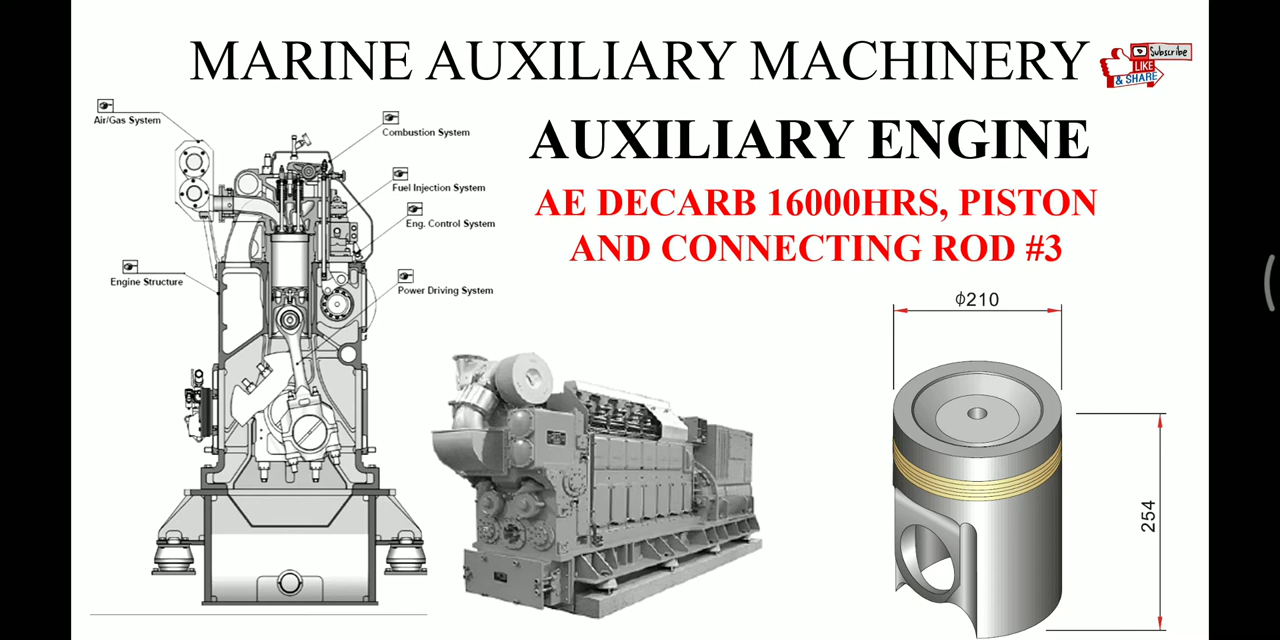 MARINE AUXILIARY MACHINERY
Subscribe
LIKE
& SHARE
AUXILIARY ENGINE
AE DECARB 16000HRS, PISTON
AND CONNECTING ROD #3
Air/Gas System
Combustion System
Fuel Injection System
Eng. Control System
Engine Structure
Power Driving System
ϕ210
254